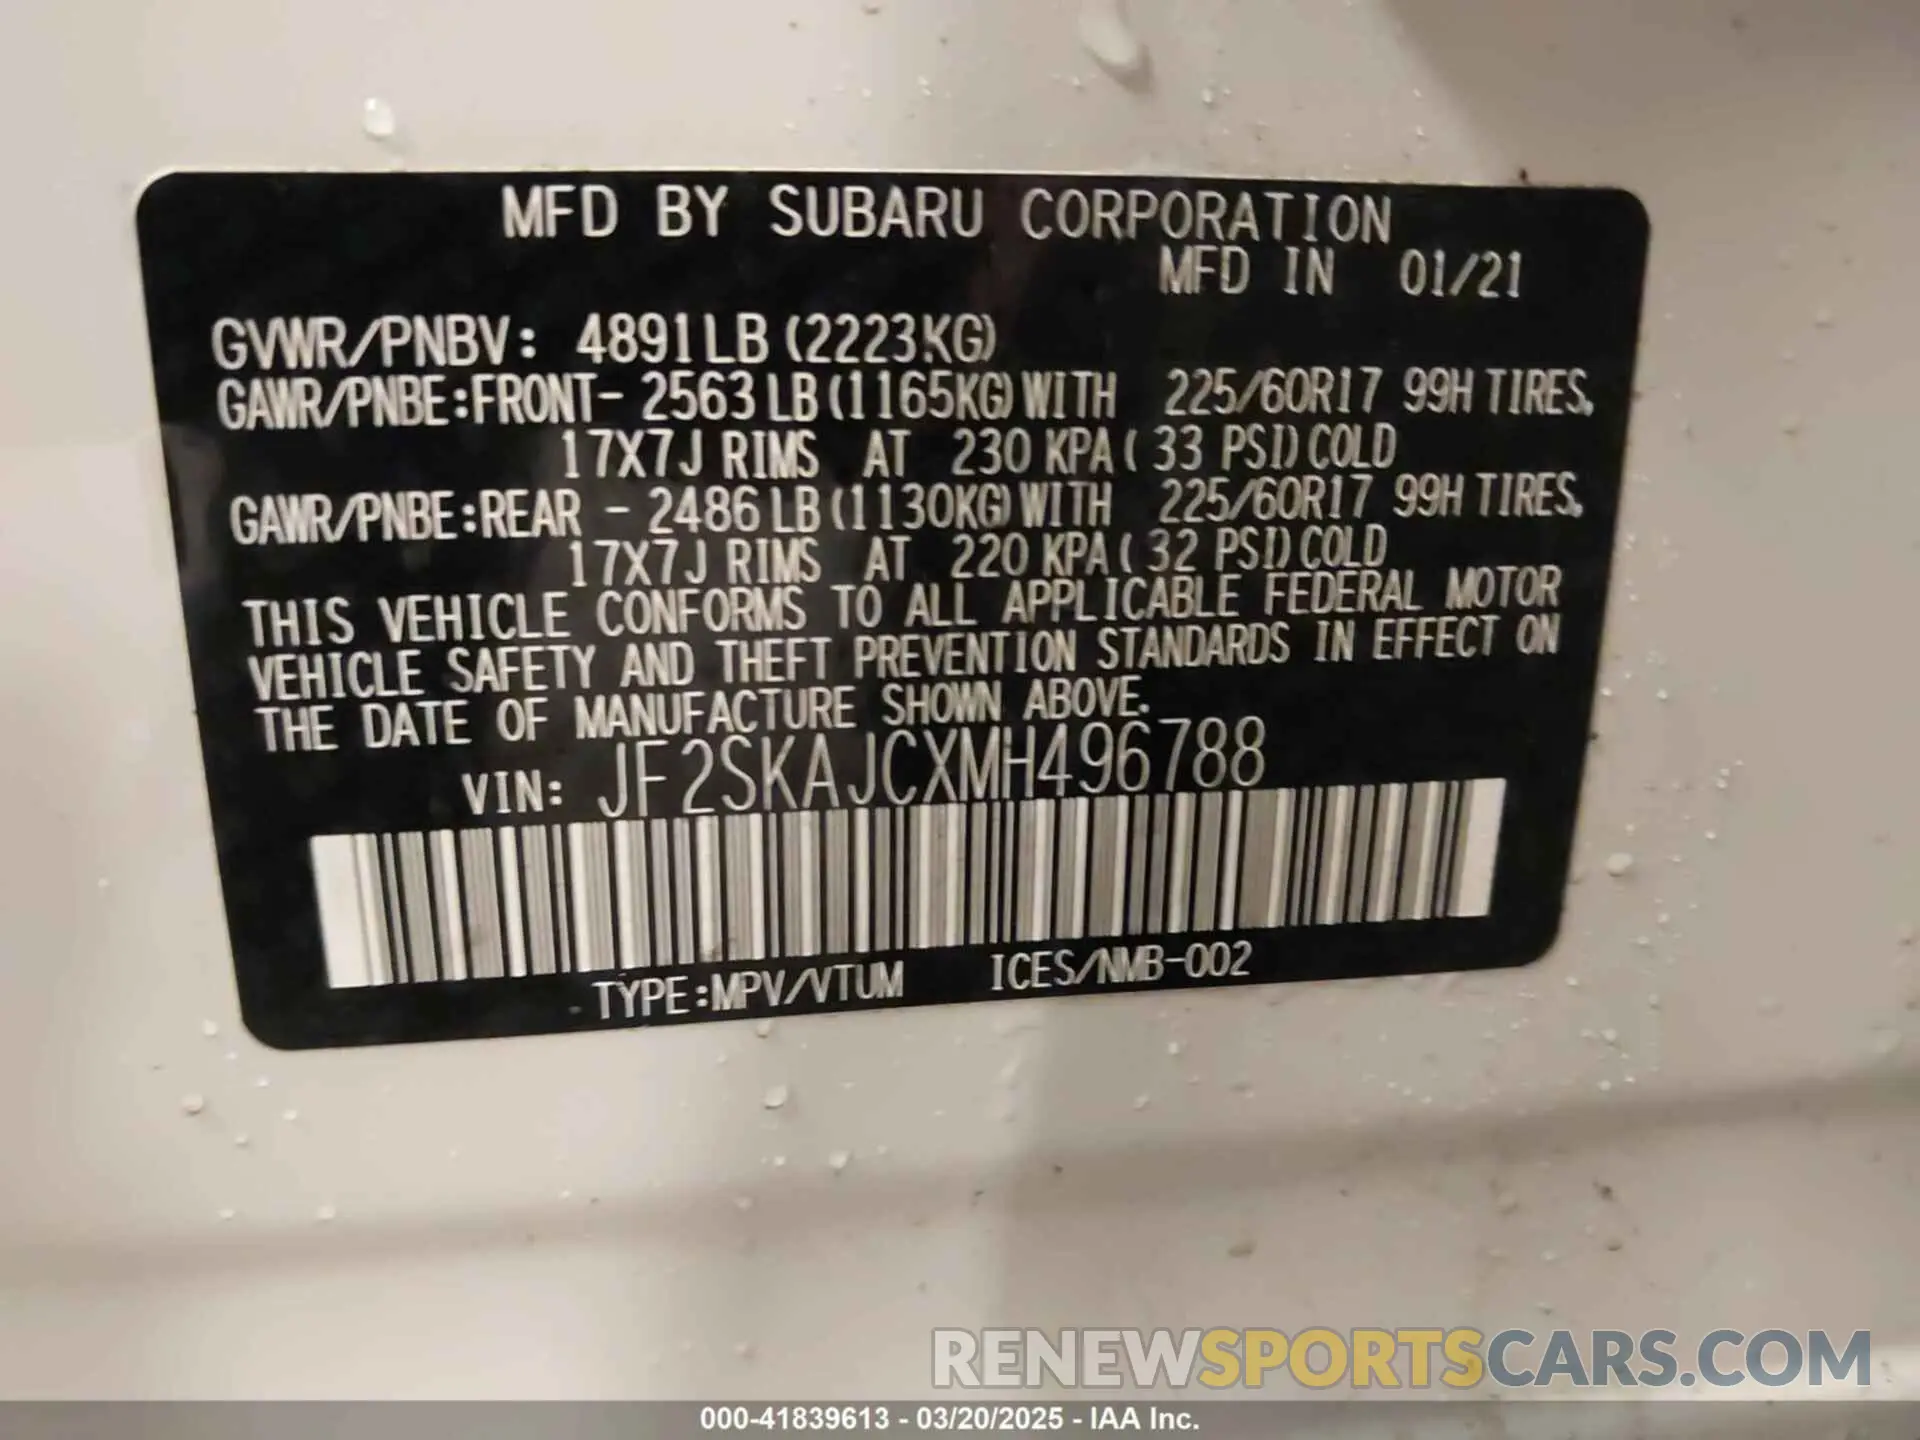 MFD BY SUBARU CORPORATION
MFD IN 01/21
GVWR/PNBV: 4891LB (2223KG)
GAWR/PNBE:FRONT- 2563LB(1165KG)WITH 225/60R17 99H TIRES,
17X7J RIMS AT 230 KPA( 33 PSI)COLD
GAWR/PNBE:REAR - 2486LB(1130KG)WITH 225/60R17 99H TIRES,
17X7J RIMS AT 220 KPA( 32 PSI)COLD
THIS VEHICLE CONFORMS TO ALL APPLICABLE FEDERAL MOTOR
VEHICLE SAFETY AND THEFT PREVENTION STANDARDS IN EFFECT ON
THE DATE OF MANUFACTURE SHOWN ABOVE.
VIN: JF2SKAJCXMH496788
TYPE:MPV/VTUM ICES/NMB-002
RENEWSPORTSCARS.COM
000-41839613 - 03/20/2025 - IAA Inc.